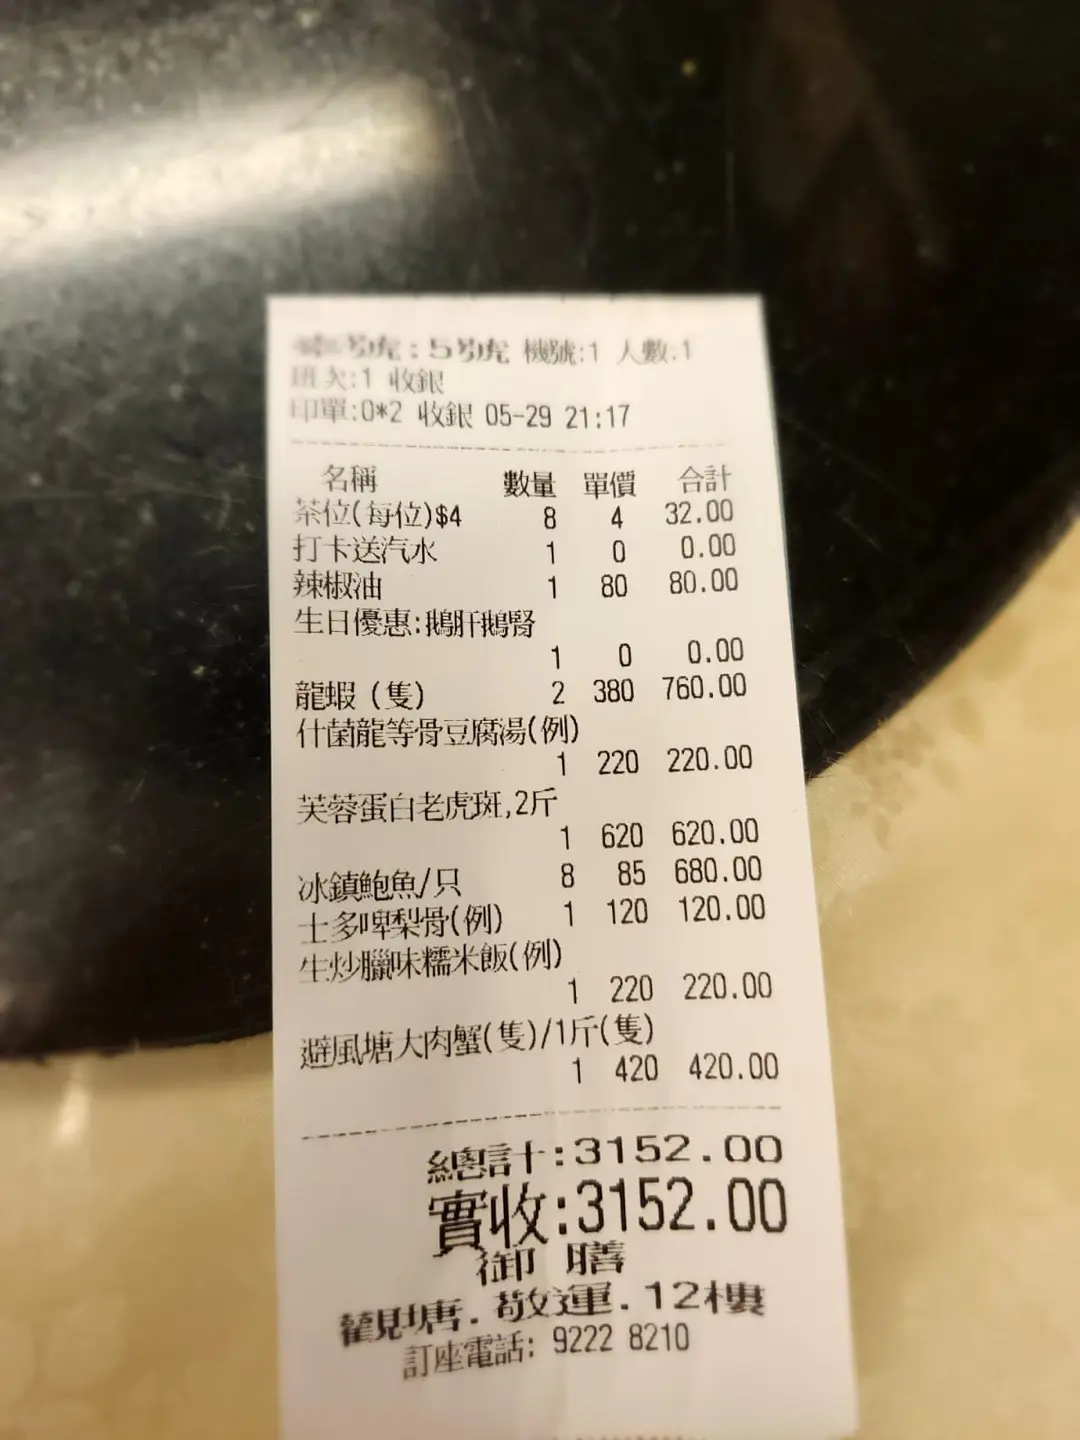 號:5號 機號:1 人數:1
班次:1 收銀
印單:0*2 收銀 05-29 21:17
名稱 數量 單價 合計
茶位(每位)$4 8 4 32.00
打卡送汽水 1 0 0.00
辣椒油 1 80 80.00
生日優惠:鵝肝鵝腎
1 0 0.00
龍蝦 (隻) 2 380 760.00
什菌龍等骨豆腐湯(例)
1 220 220.00
芙蓉蛋白老虎斑,2斤
1 620 620.00
冰鎮鮑魚/只 8 85 680.00
士多啤梨骨(例) 1 120 120.00
生炒臘味糯米飯(例)
1 220 220.00
避風塘大肉蟹(隻)/1斤(隻)
1 420 420.00
總計:3152.00
實收:3152.00
御 膳
觀塘.敬運.12樓
訂座電話: 9222 8210